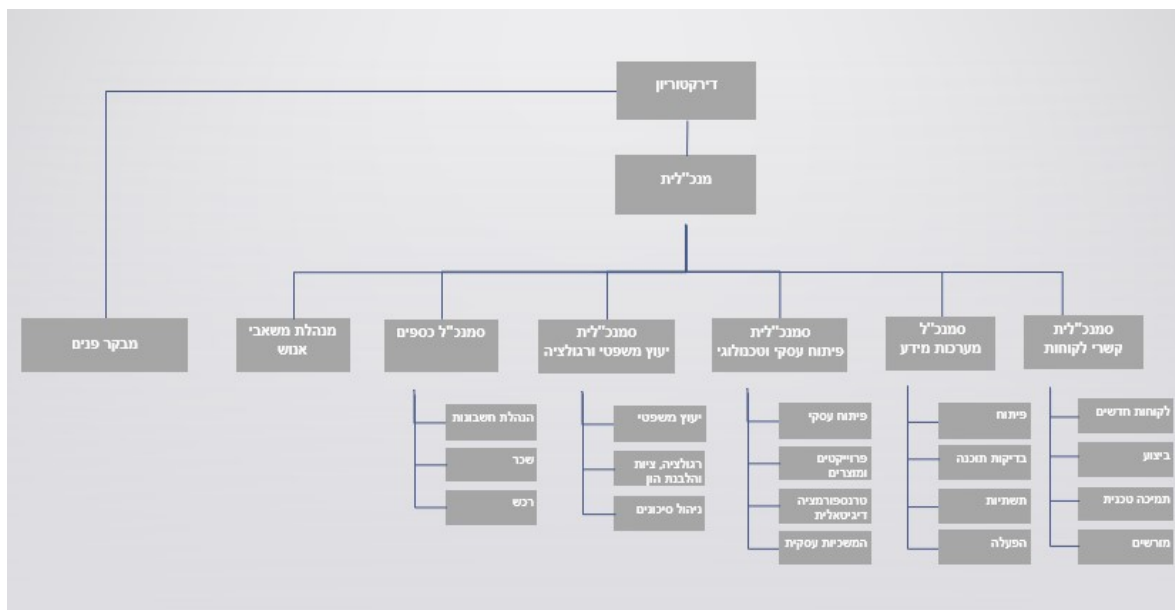 דירקטוריון
מנכ"לית
סמנכ"לית
קשרי לקוחות
סמנכ"ל
מערכות מידע
סמנכ"לית
פיתוח עסקי וטכנולוגי
סמנכ"לית
יעוץ משפטי ורגולציה
סמנכ"ל כספים
מנהלת משאבי
אנוש
מבקר פנים
לקוחות חדשים
ביצוע
תמיכה טכנית
מורשים
פיתוח
בדיקות תוכנה
תשתיות
הפעלה
פיתוח עסקי
פרוייקטים
ומוצרים
טרנספורמציה
דיגיטאלית
המשכיות עסקית
יעוץ משפטי
רגולציה, ציות
והלבנת הון
ניהול סיכונים
הנהלת חשבונות
שכר
רכש